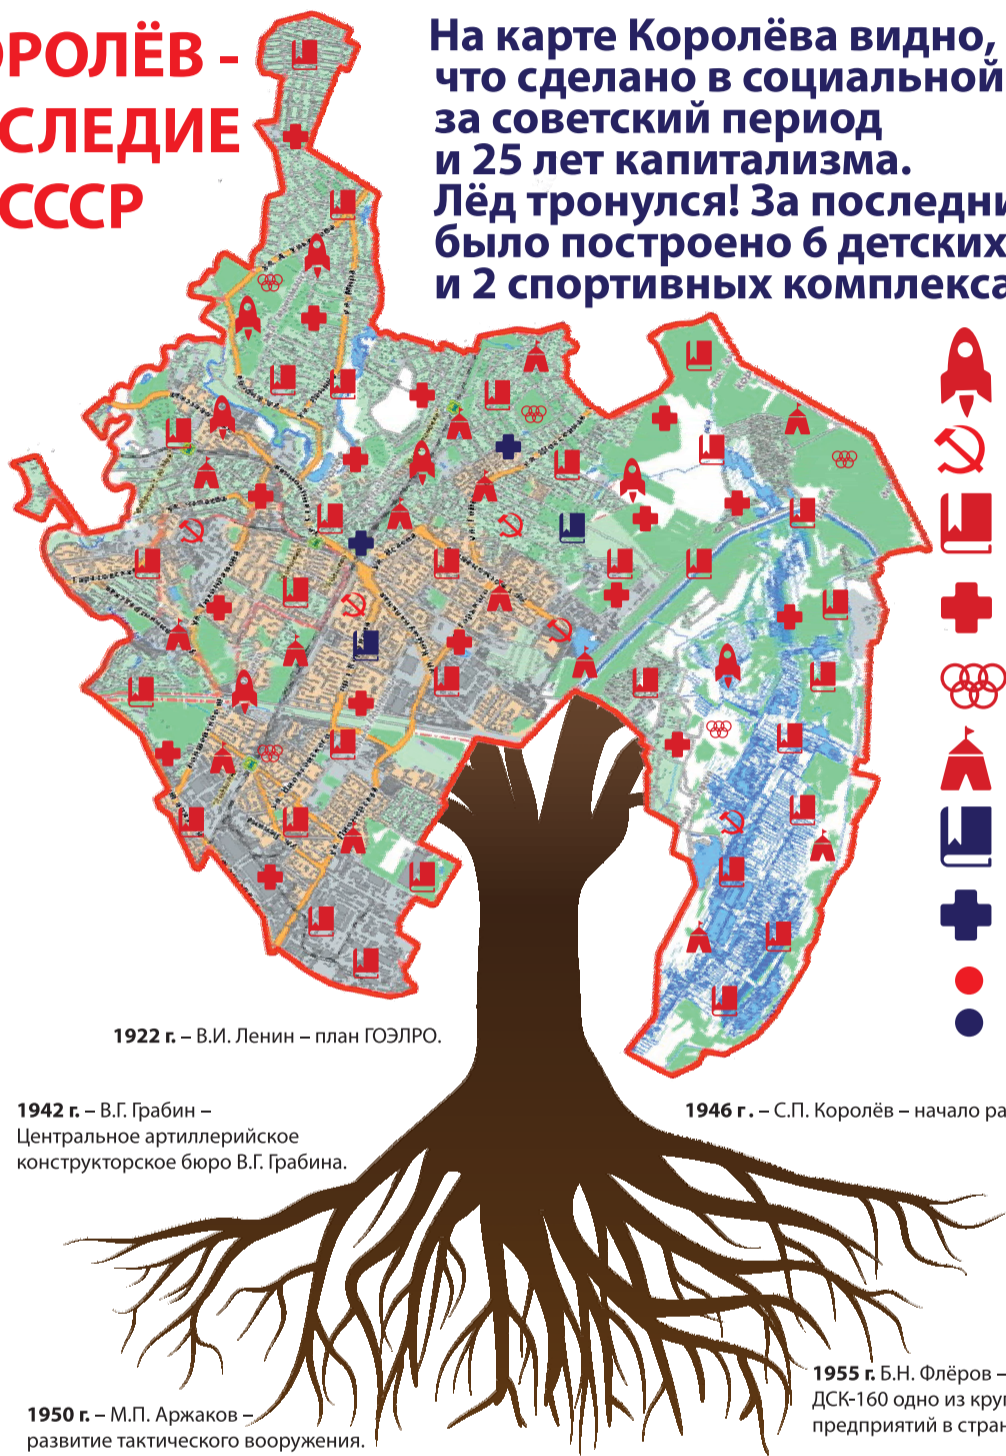 ОРОЛЁВ -
СЛЕДИЕ
СССР
На карте Королёва видно,
что сделано в социальной
за советский период
и 25 лет капитализма.
Лёд тронулся! За последни
было построено 6 детских
и 2 спортивных комплекса
1922 г. – В.И. Ленин – план ГОЭЛРО.
1942 г. – В.Г. Грабин –
Центральное артиллерийское
конструкторское бюро В.Г. Грабина.
1946 г. – С.П. Королёв – начало ра
1955 г. Б.Н. Флёров –
ДСК-160 одно из круп
предприятий в стран
1950 г. – М.П. Аржаков –
развитие тактического вооружения.